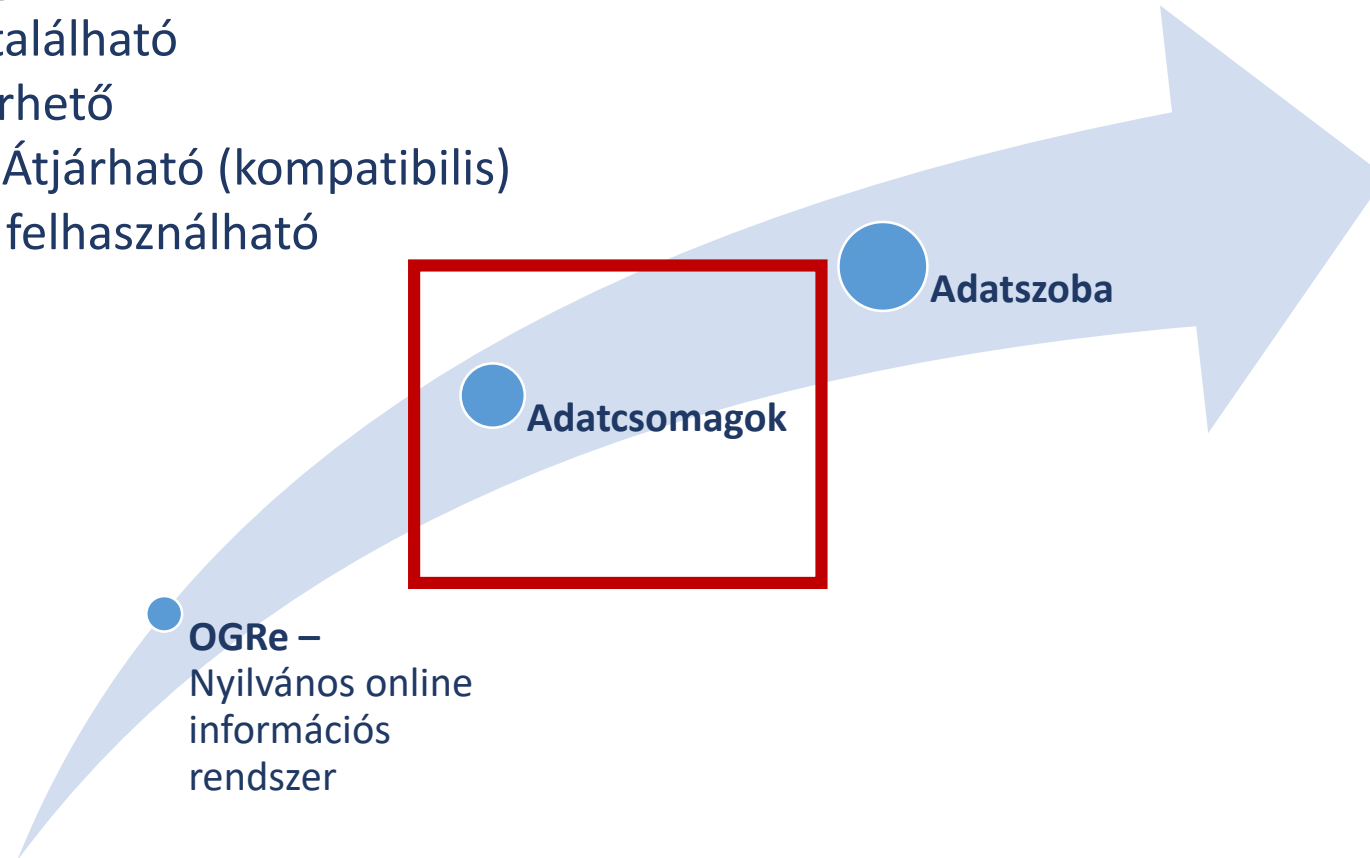 található
rhető
Átjárható (kompatibilis)
felhasználható
Adatszoba
Adatcsomagok
OGRe –
Nyilvános online
információs
rendszer